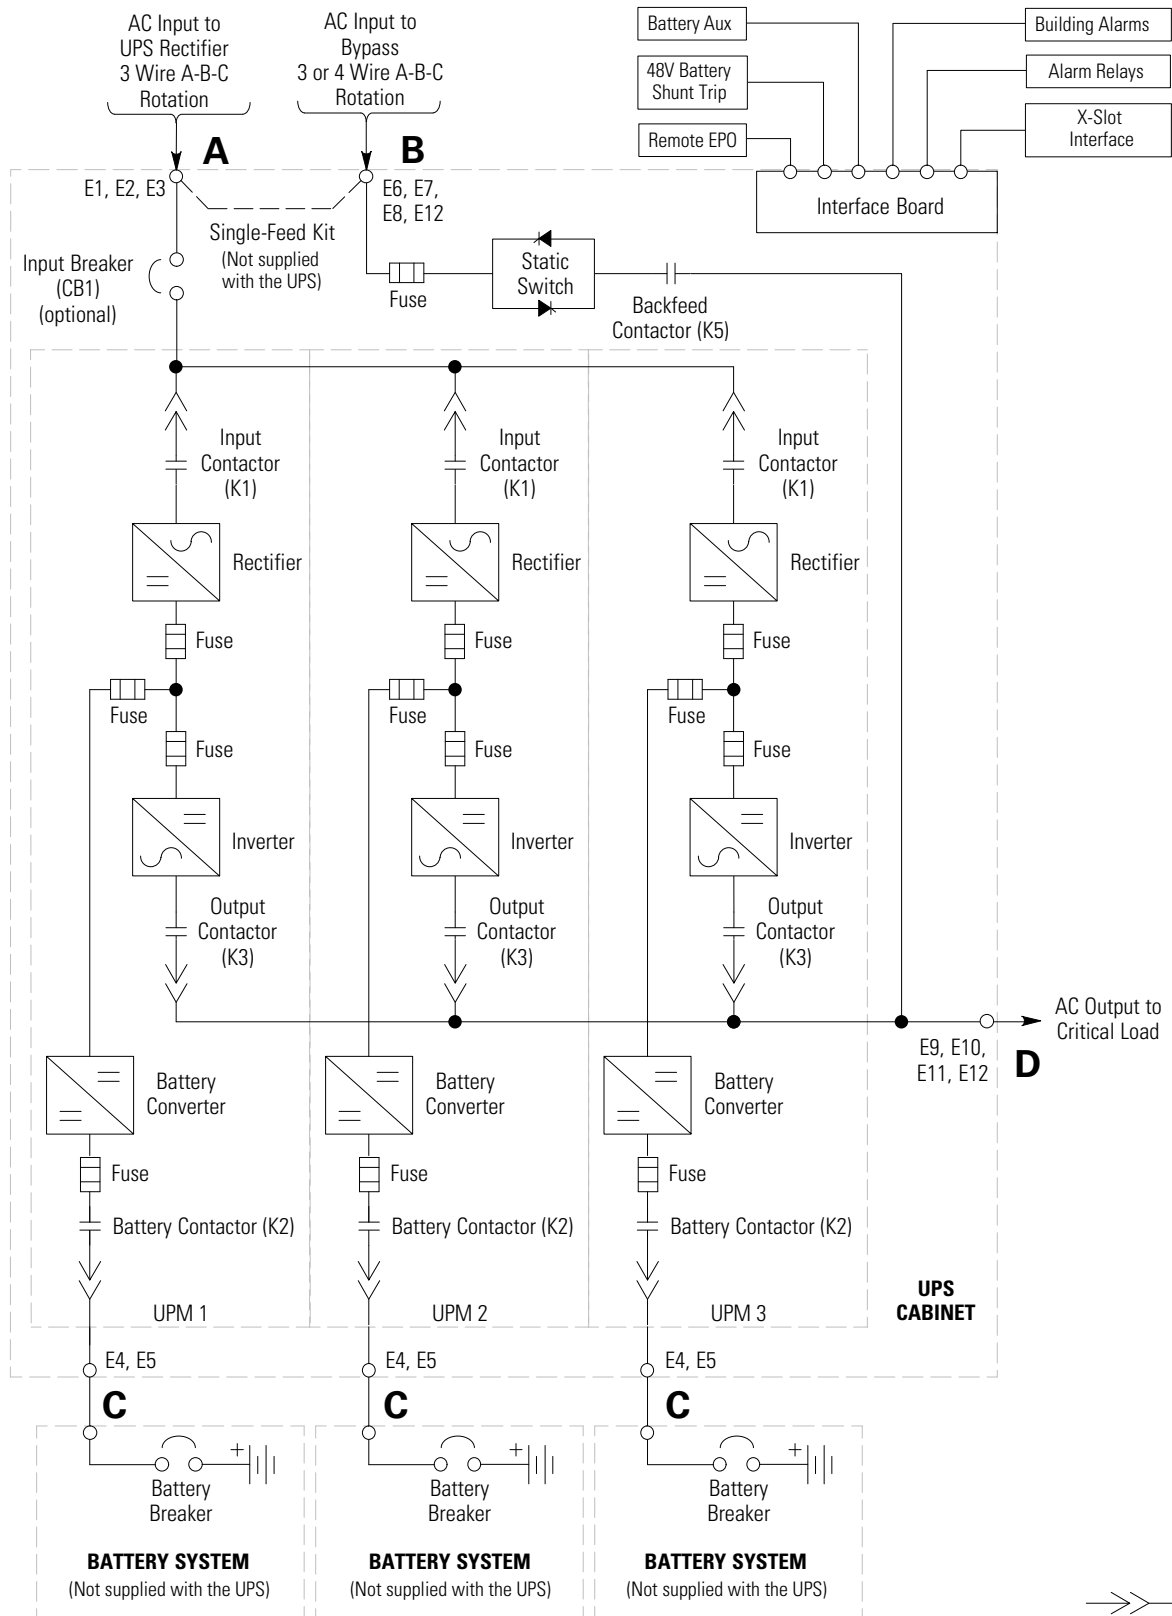 AC Input to
UPS Rectifier
3 Wire A-B-C
Rotation
AC Input to
Bypass
3 or 4 Wire A-B-C
Rotation
Battery Aux
48V Battery
Shunt Trip
Remote EPO
Building Alarms
Alarm Relays
X-Slot
Interface
Interface Board
A
B
E1, E2, E3
E6, E7,
E8, E12
Single-Feed Kit
(Not supplied
with the UPS)
Input Breaker
(CB1)
(optional)
Fuse
Static
Switch
Backfeed
Contactor (K5)
Input
Contactor
(K1)
Input
Contactor
(K1)
Input
Contactor
(K1)
Rectifier
Rectifier
Rectifier
Fuse
Fuse
Fuse
Fuse
Fuse
Fuse
Fuse
Fuse
Fuse
Inverter
Inverter
Inverter
Output
Contactor
(K3)
Output
Contactor
(K3)
Output
Contactor
(K3)
AC Output to
Critical Load
E9, E10,
E11, E12
D
Battery
Converter
Battery
Converter
Battery
Converter
Fuse
Fuse
Fuse
Battery Contactor (K2)
Battery Contactor (K2)
Battery Contactor (K2)
UPM 1
UPM 2
UPM 3
UPS
CABINET
E4, E5
E4, E5
E4, E5
C
C
C
+
+
+
Battery
Breaker
Battery
Breaker
Battery
Breaker
BATTERY SYSTEM
(Not supplied with the UPS)
BATTERY SYSTEM
(Not supplied with the UPS)
BATTERY SYSTEM
(Not supplied with the UPS)